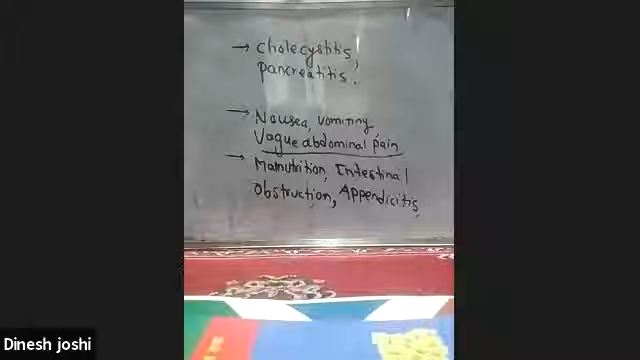 → Cholecystitis,
pancreatitis.
→ Nausea, vomiting,
Vague abdominal pain
→ Malnutrition, Intestinal
Obstruction, Appendicitis,
Dinesh joshi